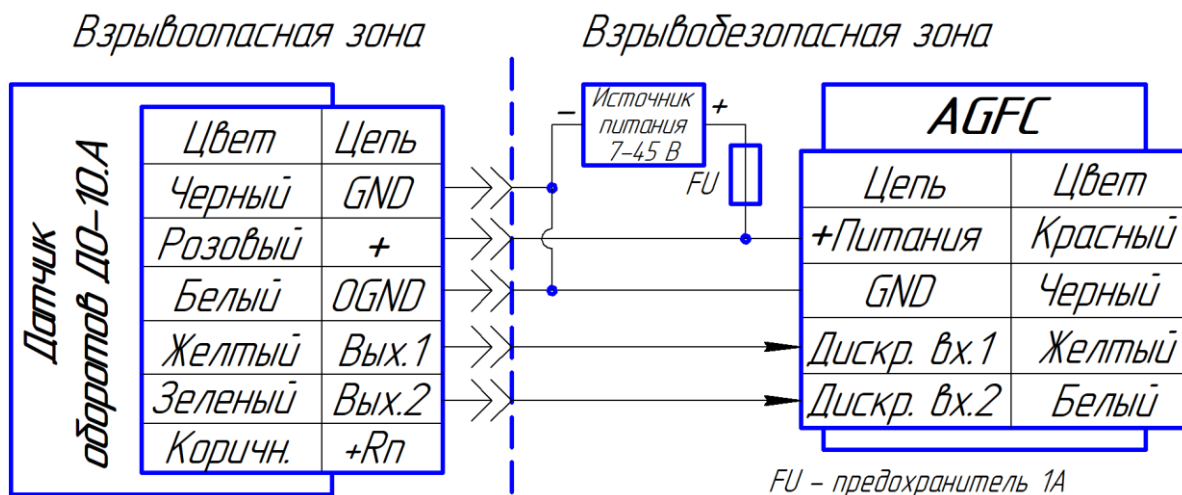 Взрывоопасная зона
Взрывобезопасная зона
Датчик
оборотов ДО-10.А
Цвет Цепь
Черный GND
Розовый +
Белый OGND
Желтый Вых.1
Зеленый Вых.2
Коричн. +Rп
− Источник +
питания
7-45 В
FU
AGFC
Цепь Цвет
+Питания Красный
GND Черный
Дискр. вх.1 Желтый
Дискр. вх.2 Белый
FU - предохранитель 1А